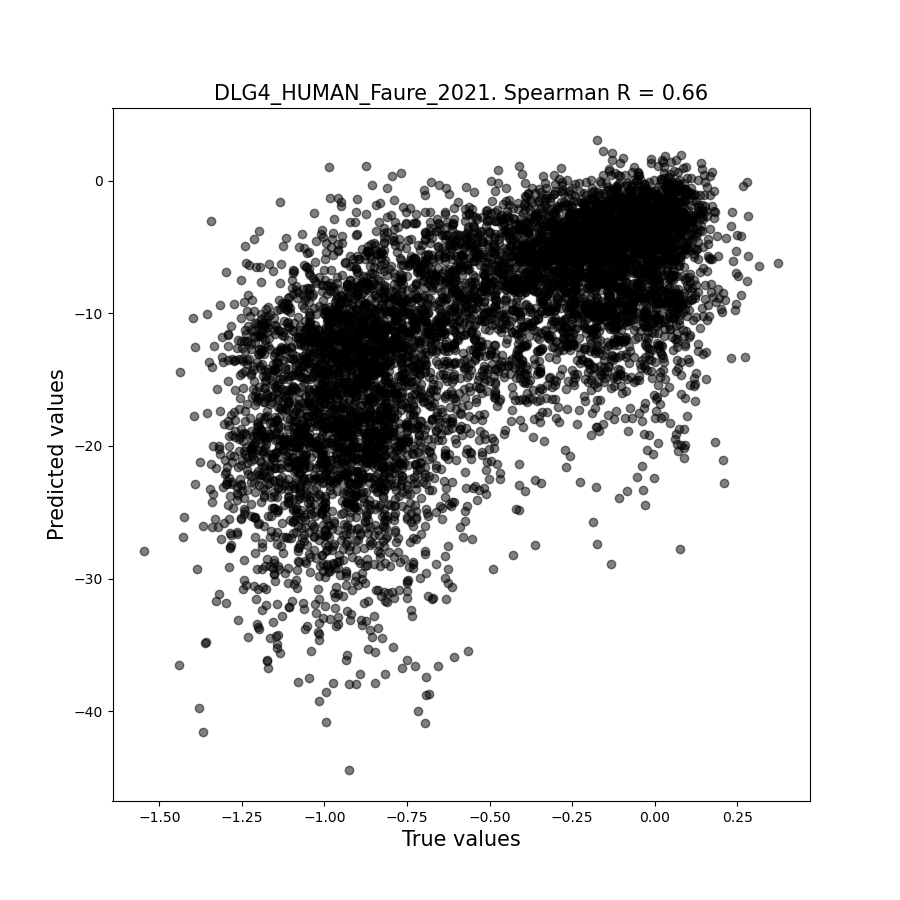 DLG4_HUMAN_Faure_2021. Spearman R = 0.66
Predicted values
0
−10
−20
−30
−40
−1.50 −1.25 −1.00 −0.75 −0.50 −0.25 0.00 0.25
True values